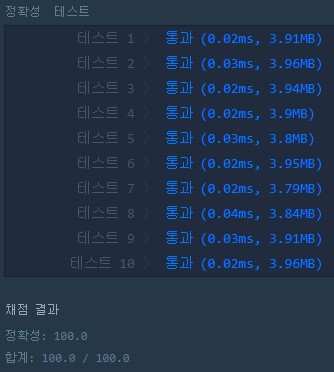 정확성 테스트
테스트 1 〉 통과 (0.02ms, 3.91MB)
테스트 2 〉 통과 (0.03ms, 3.96MB)
테스트 3 〉 통과 (0.02ms, 3.94MB)
테스트 4 〉 통과 (0.02ms, 3.9MB)
테스트 5 〉 통과 (0.03ms, 3.8MB)
테스트 6 〉 통과 (0.02ms, 3.95MB)
테스트 7 〉 통과 (0.02ms, 3.79MB)
테스트 8 〉 통과 (0.04ms, 3.84MB)
테스트 9 〉 통과 (0.03ms, 3.91MB)
테스트 10 〉 통과 (0.02ms, 3.96MB)
채점 결과
정확성: 100.0
합계: 100.0 / 100.0